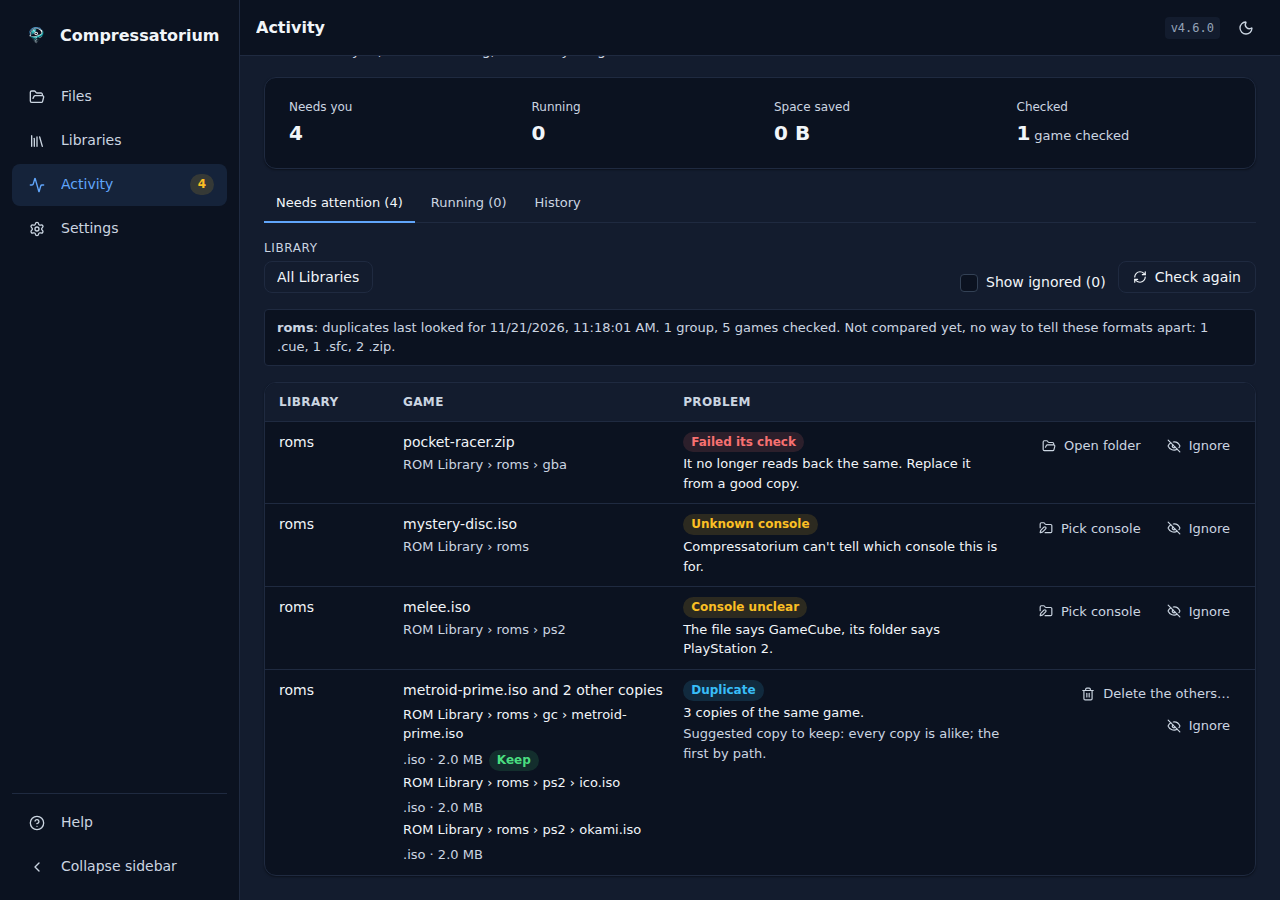 Compressatorium
Files
Libraries
Activity
4
Settings
Help
Collapse sidebar
Activity
v4.6.0
Needs you
4
Running
0
Space saved
0 B
Checked
1 game checked
Needs attention (4)
Running (0)
History
LIBRARY
All Libraries
Show ignored (0)
Check again
roms: duplicates last looked for 11/21/2026, 11:18:01 AM. 1 group, 5 games checked. Not compared yet, no way to tell these formats apart: 1
.cue, 1 .sfc, 2 .zip.
LIBRARY
GAME
PROBLEM
roms
pocket-racer.zip
ROM Library › roms › gba
Failed its check
It no longer reads back the same. Replace it
from a good copy.
Open folder
Ignore
roms
mystery-disc.iso
ROM Library › roms
Unknown console
Compressatorium can't tell which console this is
for.
Pick console
Ignore
roms
melee.iso
ROM Library › roms › ps2
Console unclear
The file says GameCube, its folder says
PlayStation 2.
Pick console
Ignore
roms
metroid-prime.iso and 2 other copies
ROM Library › roms › gc › metroid-
prime.iso
.iso · 2.0 MB Keep
ROM Library › roms › ps2 › ico.iso
.iso · 2.0 MB
ROM Library › roms › ps2 › okami.iso
.iso · 2.0 MB
Duplicate
3 copies of the same game.
Suggested copy to keep: every copy is alike; the
first by path.
Delete the others…
Ignore